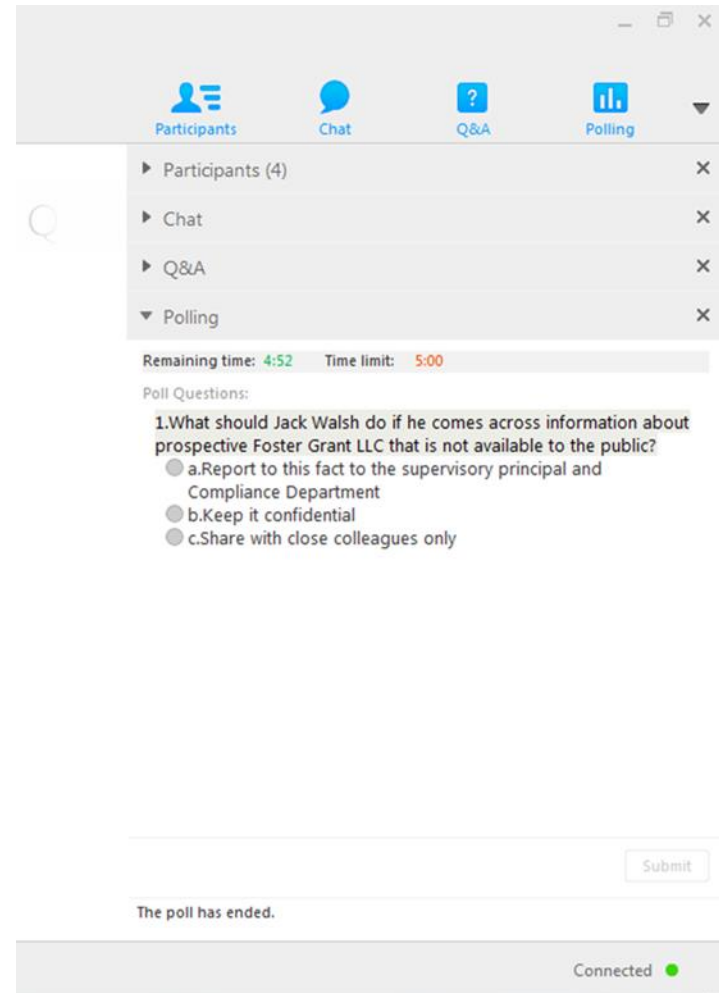 Participants
Chat
Q&A
Polling
Participants (4)
Chat
Q
Q&A
Polling
Remaining time: 4:52 Time limit: 5:00
Poll Questions:
1.What should Jack Walsh do if he comes across information about
prospective Foster Grant LLC that is not available to the public?
a.Report to this fact to the supervisory principal and
Compliance Department
b.Keep it confidential
c.Share with close colleagues only
Submit
The poll has ended.
Connected